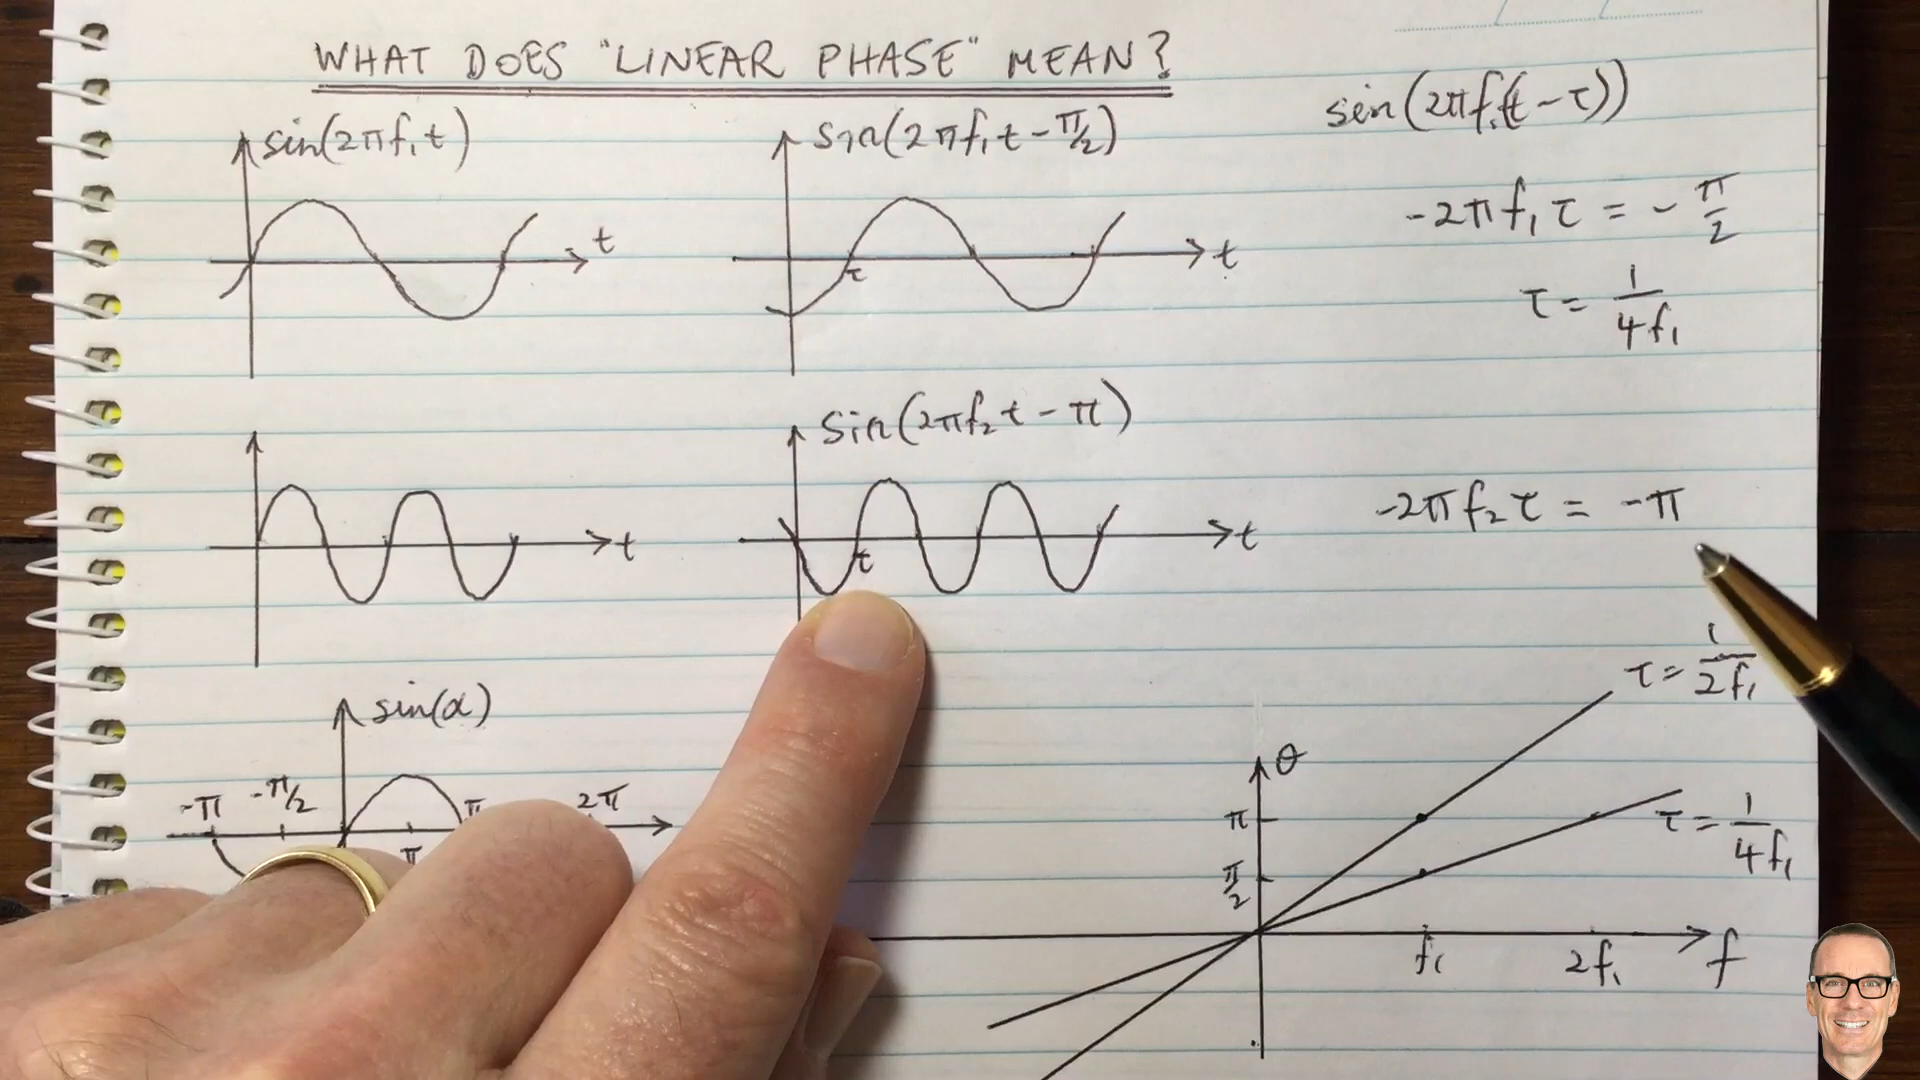 WHAT DOES "LINEAR PHASE" MEAN?
sin(2πf₁t)
t
sin(2πf₁t - π/2)
τ
t
sin(2πf₁(t - τ))
-2πf₁τ = -π/2
τ = 1/4f₁
t
sin(2πf₂t - π)
τ
t
-2πf₂τ = -π
sin(α)
-π -π/2 π 2π
π
θ
π
π/2
f₁ 2f₁ f
τ = 1/2f₁
τ = 1/4f₁